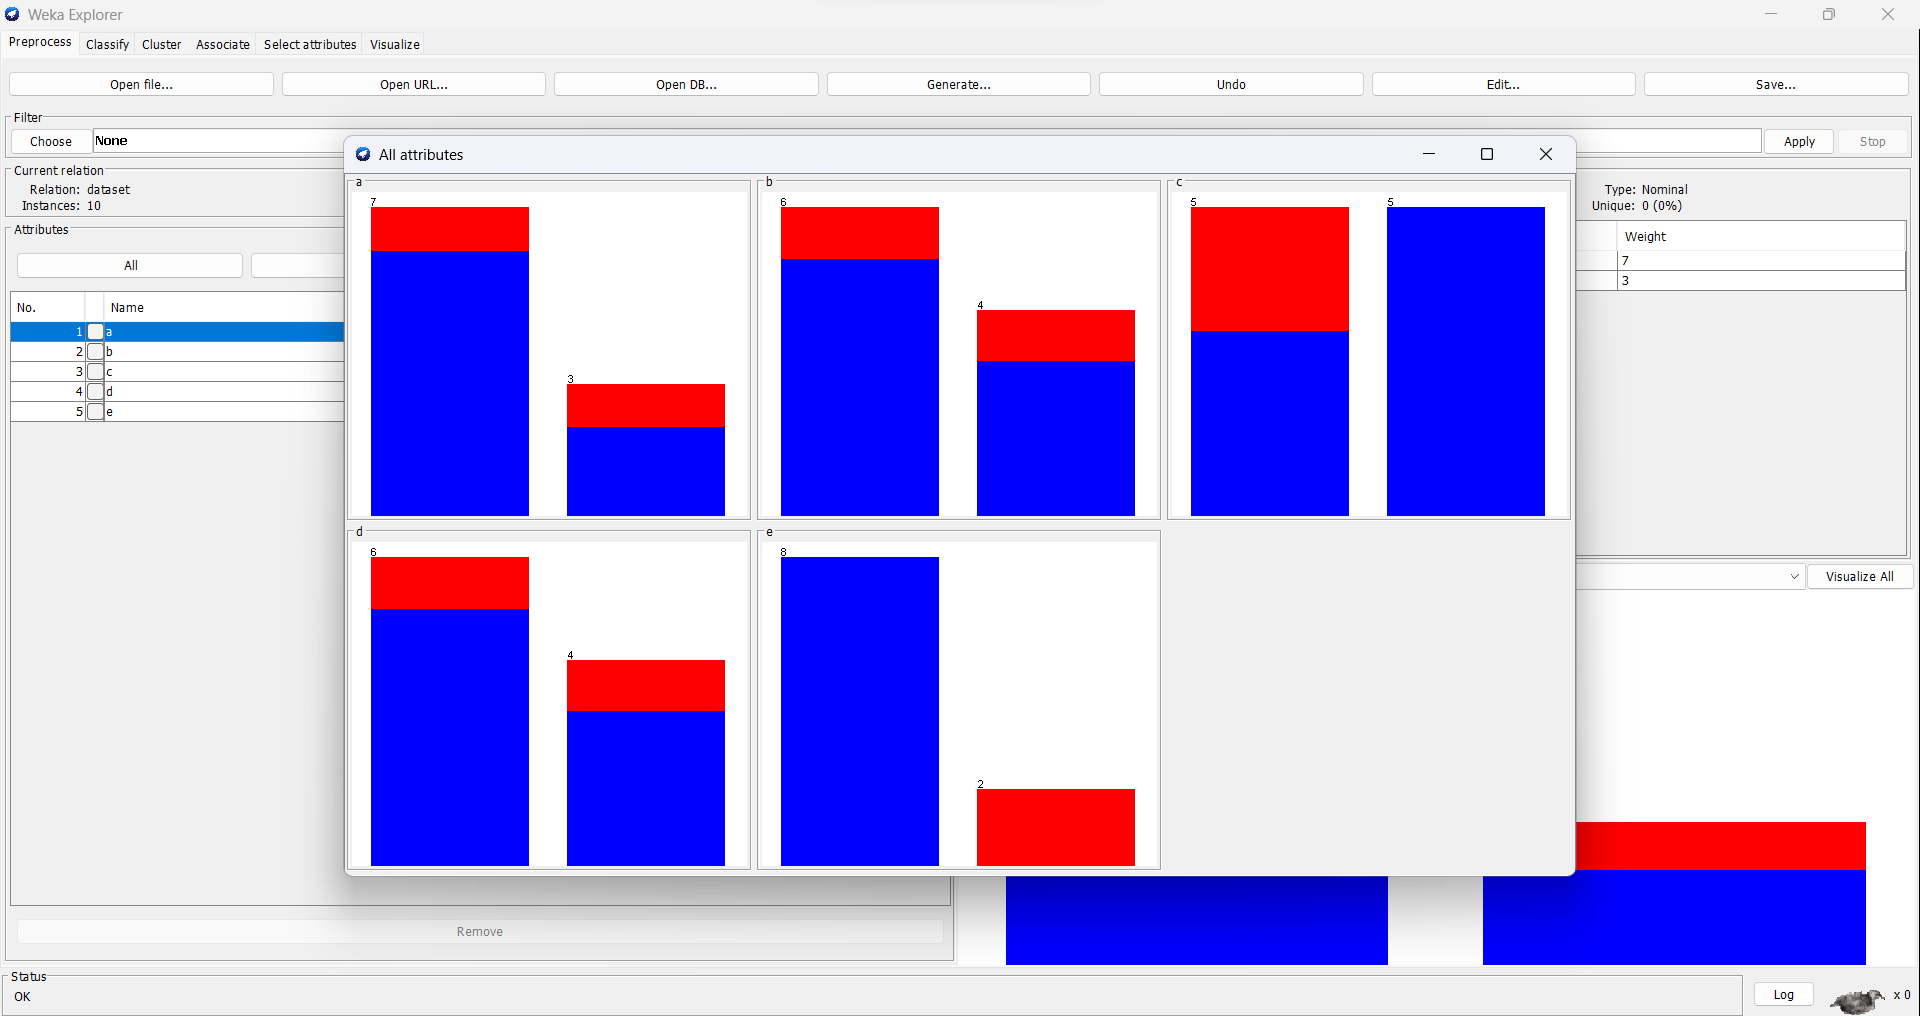 Weka Explorer
Preprocess Classify Cluster Associate Select attributes Visualize
Open file... Open URL... Open DB... Generate... Undo Edit... Save...
Filter
Choose None Apply Stop
Current relation
Relation: dataset
Instances: 10
Type: Nominal
Unique: 0 (0%)
Attributes
All
No. Name
1 a
2 b
3 c
4 d
5 e
Weight
7
3
All attributes
a
7
3
b
6
4
c
5
5
d
6
4
e
8
2
Visualize All
Remove
Status
OK
Log
x 0